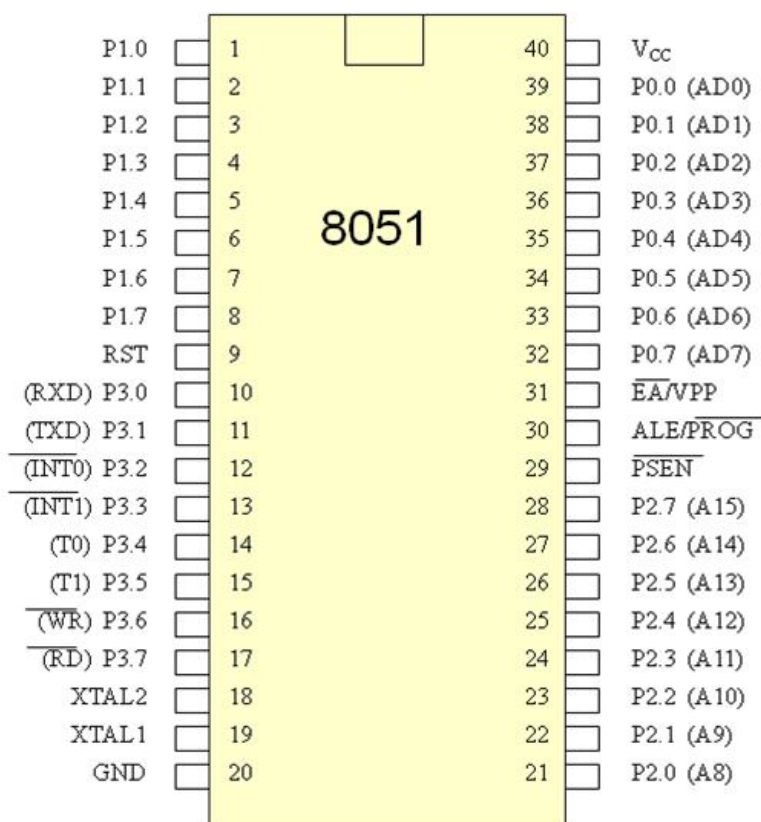 P1.0 1 40 VCC
P1.1 2 39 P0.0 (AD0)
P1.2 3 38 P0.1 (AD1)
P1.3 4 37 P0.2 (AD2)
P1.4 5 36 P0.3 (AD3)
8051
P1.5 6 35 P0.4 (AD4)
P1.6 7 34 P0.5 (AD5)
P1.7 8 33 P0.6 (AD6)
RST 9 32 P0.7 (AD7)
(RXD) P3.0 10 31 EA/VPP
(TXD) P3.1 11 30 ALE/PROG
(INT0) P3.2 12 29 PSEN
(INT1) P3.3 13 28 P2.7 (A15)
(T0) P3.4 14 27 P2.6 (A14)
(T1) P3.5 15 26 P2.5 (A13)
(WR) P3.6 16 25 P2.4 (A12)
(RD) P3.7 17 24 P2.3 (A11)
XTAL2 18 23 P2.2 (A10)
XTAL1 19 22 P2.1 (A9)
GND 20 21 P2.0 (A8)